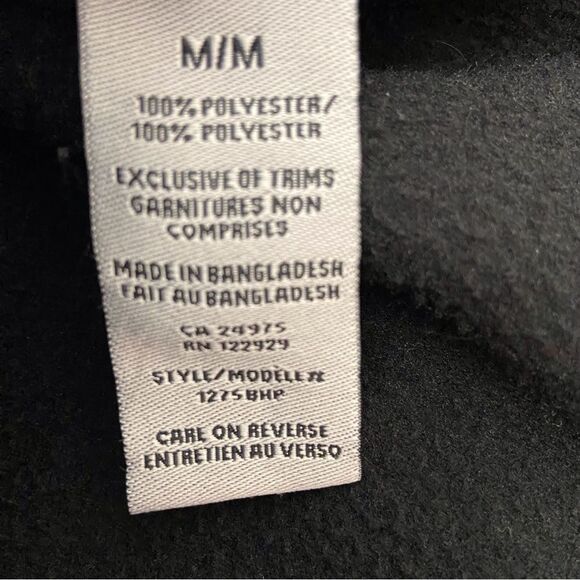 M/M
100% POLYESTER/
100% POLYESTER
EXCLUSIVE OF TRIMS
GARNITURES NON
COMPRISES
MADE IN BANGLADESH
FAIT AU BANGLADESH
CA 24975
RN 122929
STYLE/MODELE#
1275BHP
CARE ON REVERSE
ENTRETIEN AU VERSO